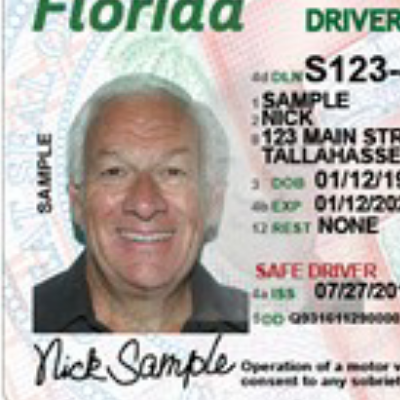 Florida
DRIVER
4d DLN S123-
1 SAMPLE
2 NICK
8 123 MAIN STR
TALLAHASSE
SAMPLE
3 DOB 01/12/19
4b EXP 01/12/20
12 REST NONE
SAFE DRIVER
4a ISS 07/27/20
5 DD
Nick Sample
Operation of a motor v
consent to any sobriet